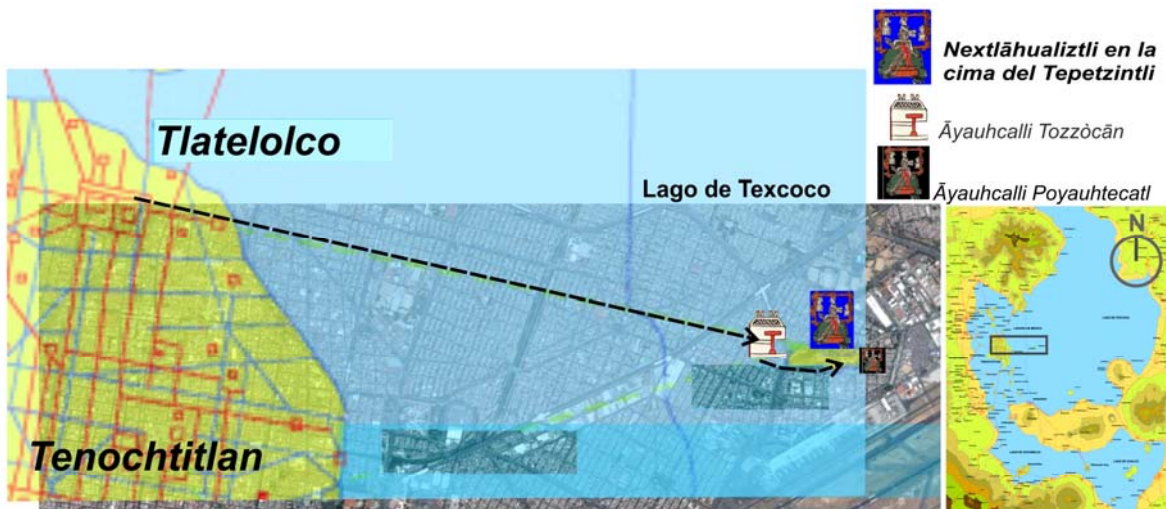 Nextlāhualiztli en la
cima del Tepetzintli
Tlatelolco
Āyauhcalli Tozzòcān
Lago de Texcoco
Āyauhcalli Poyauhtecatl
N
Tenochtitlan